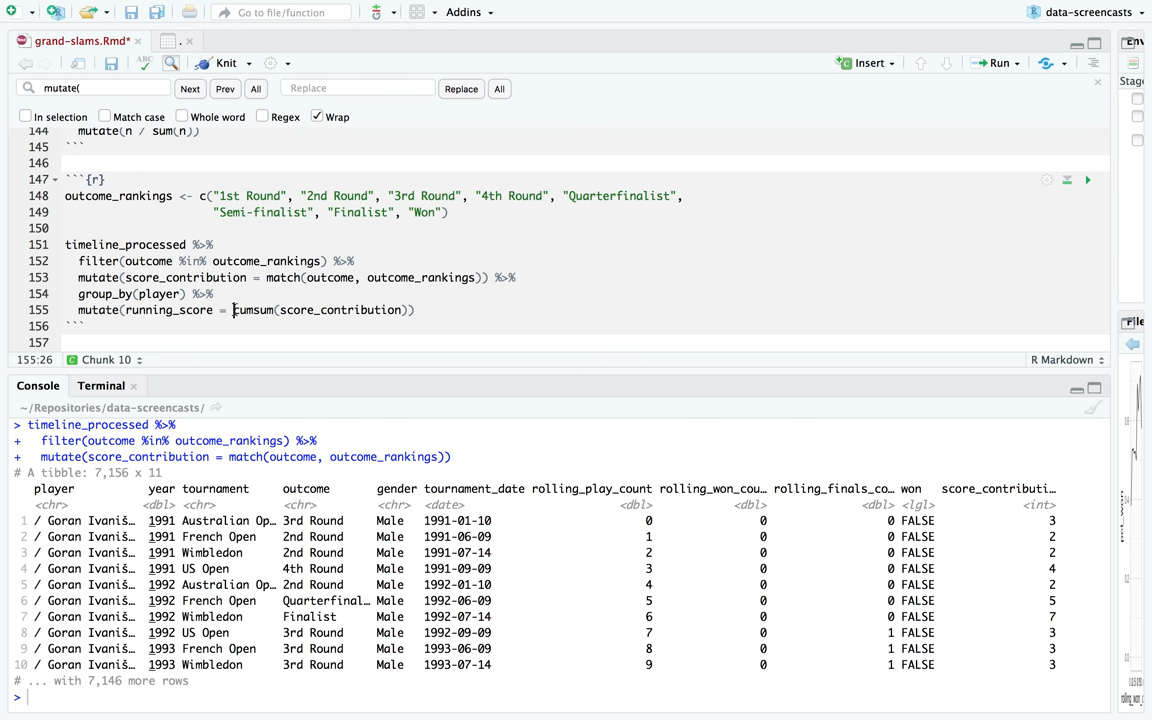 Go to file/function
Addins
data-screencasts
grand-slams.Rmd*
.
Env
Knit
Insert
Run
mutate(
Next
Prev
All
Replace
Replace
All
Stag
In selection
Match case
Whole word
Regex
Wrap
144 mutate(n / sum(n))
145 ```
146
147 ```{r}
148 outcome_rankings <- c("1st Round", "2nd Round", "3rd Round", "4th Round", "Quarterfinalist",
149 "Semi-finalist", "Finalist", "Won")
150
151 timeline_processed %>%
152 filter(outcome %in% outcome_rankings) %>%
153 mutate(score_contribution = match(outcome, outcome_rankings)) %>%
154 group_by(player) %>%
155 mutate(running_score = cumsum(score_contribution))
156 ```
157
155:26 Chunk 10
R Markdown
File
Console
Terminal
~/Repositories/data-screencasts/
> timeline_processed %>%
+ filter(outcome %in% outcome_rankings) %>%
+ mutate(score_contribution = match(outcome, outcome_rankings))
# A tibble: 7,156 x 11
player year tournament outcome gender tournament_date rolling_play_count rolling_won_cou… rolling_finals_co… won score_contributi…
<chr> <dbl> <chr> <chr> <chr> <date> <dbl> <dbl> <dbl> <lgl> <int>
1 / Goran Ivaniš… 1991 Australian Op… 3rd Round Male 1991-01-10 0 0 0 FALSE 3
2 / Goran Ivaniš… 1991 French Open 2nd Round Male 1991-06-09 1 0 0 FALSE 2
3 / Goran Ivaniš… 1991 Wimbledon 2nd Round Male 1991-07-14 2 0 0 FALSE 2
4 / Goran Ivaniš… 1991 US Open 4th Round Male 1991-09-09 3 0 0 FALSE 4
5 / Goran Ivaniš… 1992 Australian Op… 2nd Round Male 1992-01-10 4 0 0 FALSE 2
6 / Goran Ivaniš… 1992 French Open Quarterfinal… Male 1992-06-09 5 0 0 FALSE 5
7 / Goran Ivaniš… 1992 Wimbledon Finalist Male 1992-07-14 6 0 0 FALSE 7
8 / Goran Ivaniš… 1992 US Open 3rd Round Male 1992-09-09 7 0 1 FALSE 3
9 / Goran Ivaniš… 1993 French Open 3rd Round Male 1993-06-09 8 0 1 FALSE 3
10 / Goran Ivaniš… 1993 Wimbledon 3rd Round Male 1993-07-14 9 0 1 FALSE 3
# ... with 7,146 more rows
>